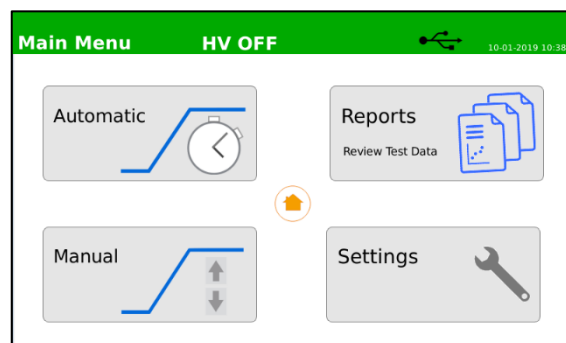 Main Menu HV OFF 10-01-2019 10:38
Automatic
Reports
Review Test Data
Manual
Settings